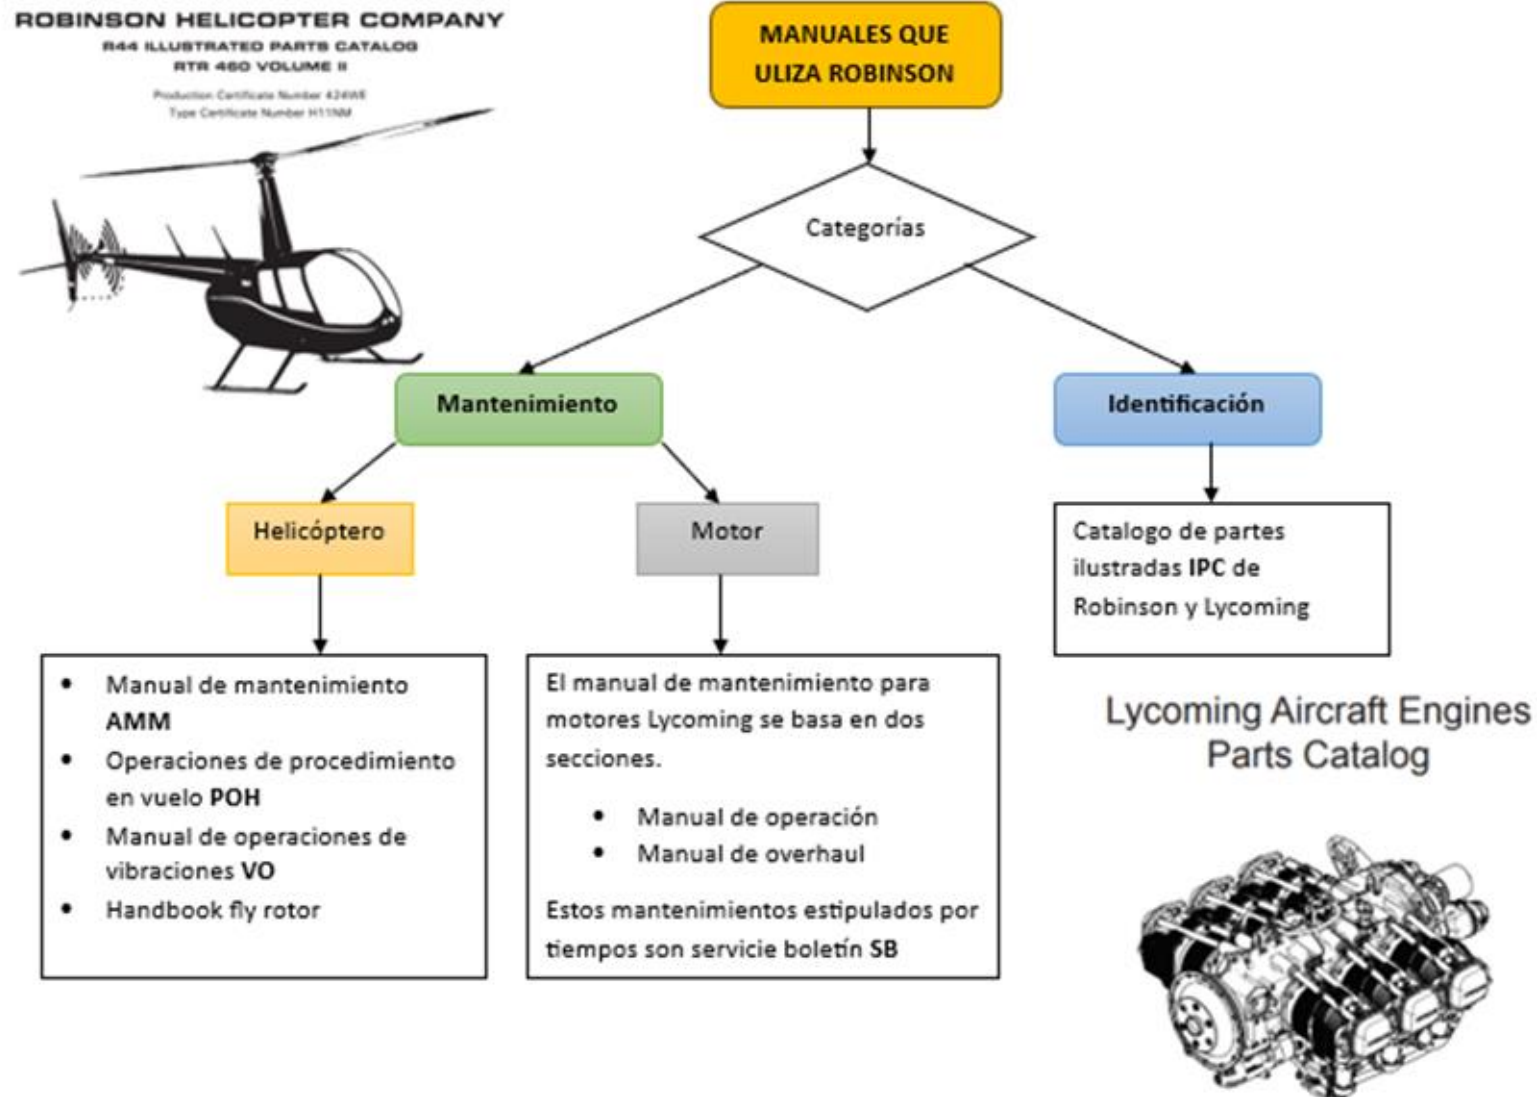 ROBINSON HELICOPTER COMPANY
R44 ILLUSTRATED PARTS CATALOG
RTR 460 VOLUME II
Production Certificate Number 424WE
Type Certificate Number H11NM
MANUALES QUE
ULIZA ROBINSON
Categorías
Mantenimiento
Identificación
Helicóptero
Motor
Catalogo de partes
ilustradas IPC de
Robinson y Lycoming
• Manual de mantenimiento
AMM
• Operaciones de procedimiento
en vuelo POH
• Manual de operaciones de
vibraciones VO
• Handbook fly rotor
El manual de mantenimiento para
motores Lycoming se basa en dos
secciones.
• Manual de operación
• Manual de overhaul
Estos mantenimientos estipulados por
tiempos son servicie boletín SB
Lycoming Aircraft Engines
Parts Catalog